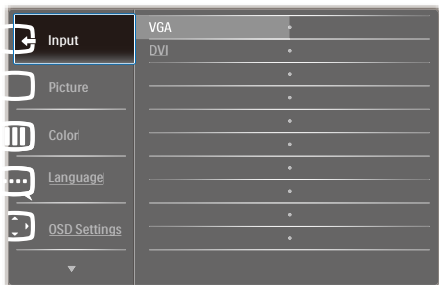 Input
VGA
DVI
Picture
Color
Language
OSD Settings